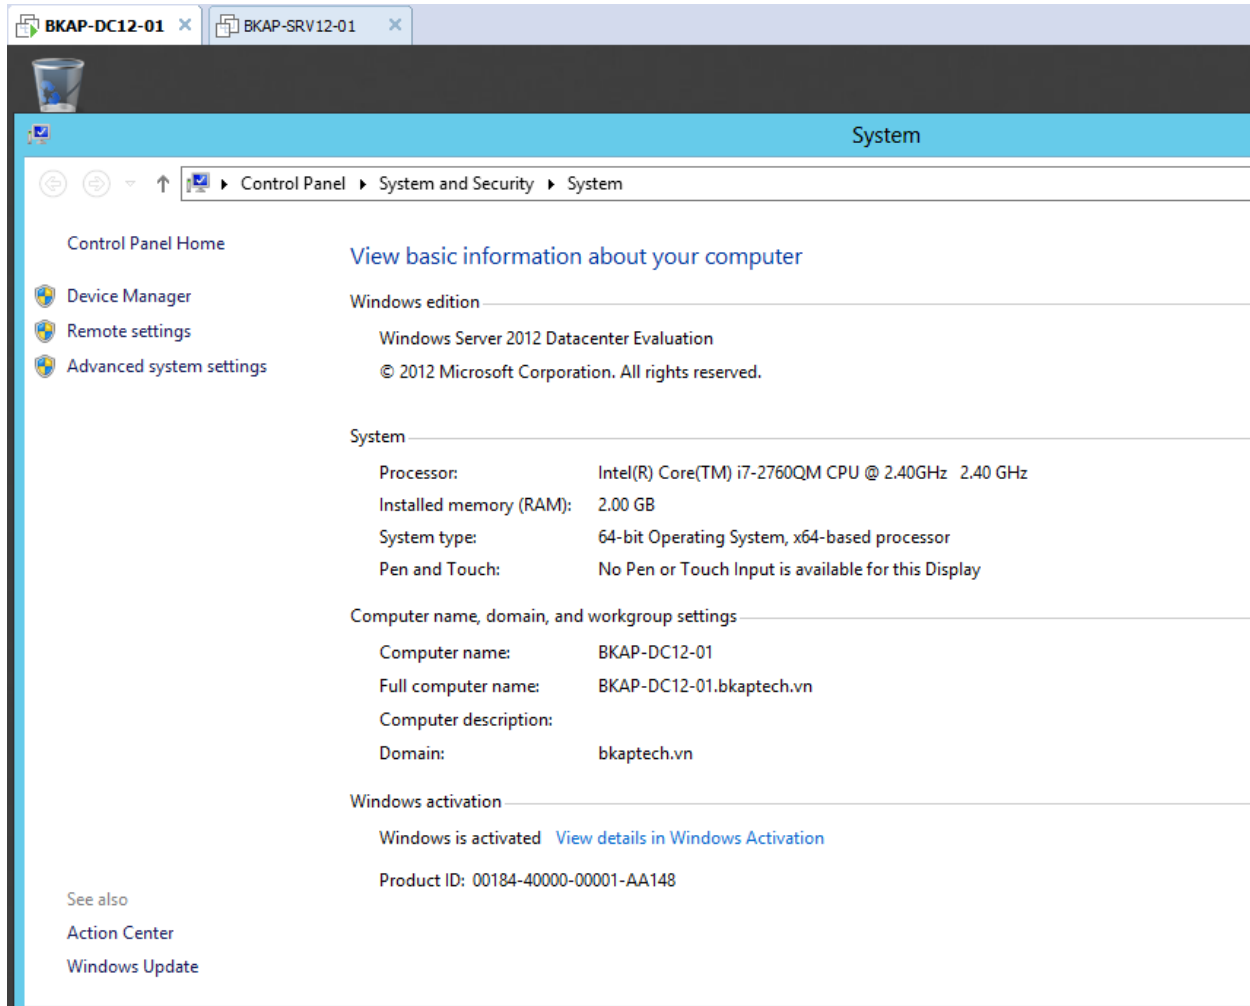 BKAP-DC12-01 BKAP-SRV12-01
System
Control Panel System and Security System
Control Panel Home
Device Manager
Remote settings
Advanced system settings
View basic information about your computer
Windows edition
Windows Server 2012 Datacenter Evaluation
© 2012 Microsoft Corporation. All rights reserved.
System
Processor: Intel(R) Core(TM) i7-2760QM CPU @ 2.40GHz 2.40 GHz
Installed memory (RAM): 2.00 GB
System type: 64-bit Operating System, x64-based processor
Pen and Touch: No Pen or Touch Input is available for this Display
Computer name, domain, and workgroup settings
Computer name: BKAP-DC12-01
Full computer name: BKAP-DC12-01.bkaptech.vn
Computer description:
Domain: bkaptech.vn
Windows activation
Windows is activated View details in Windows Activation
Product ID: 00184-40000-00001-AA148
See also
Action Center
Windows Update